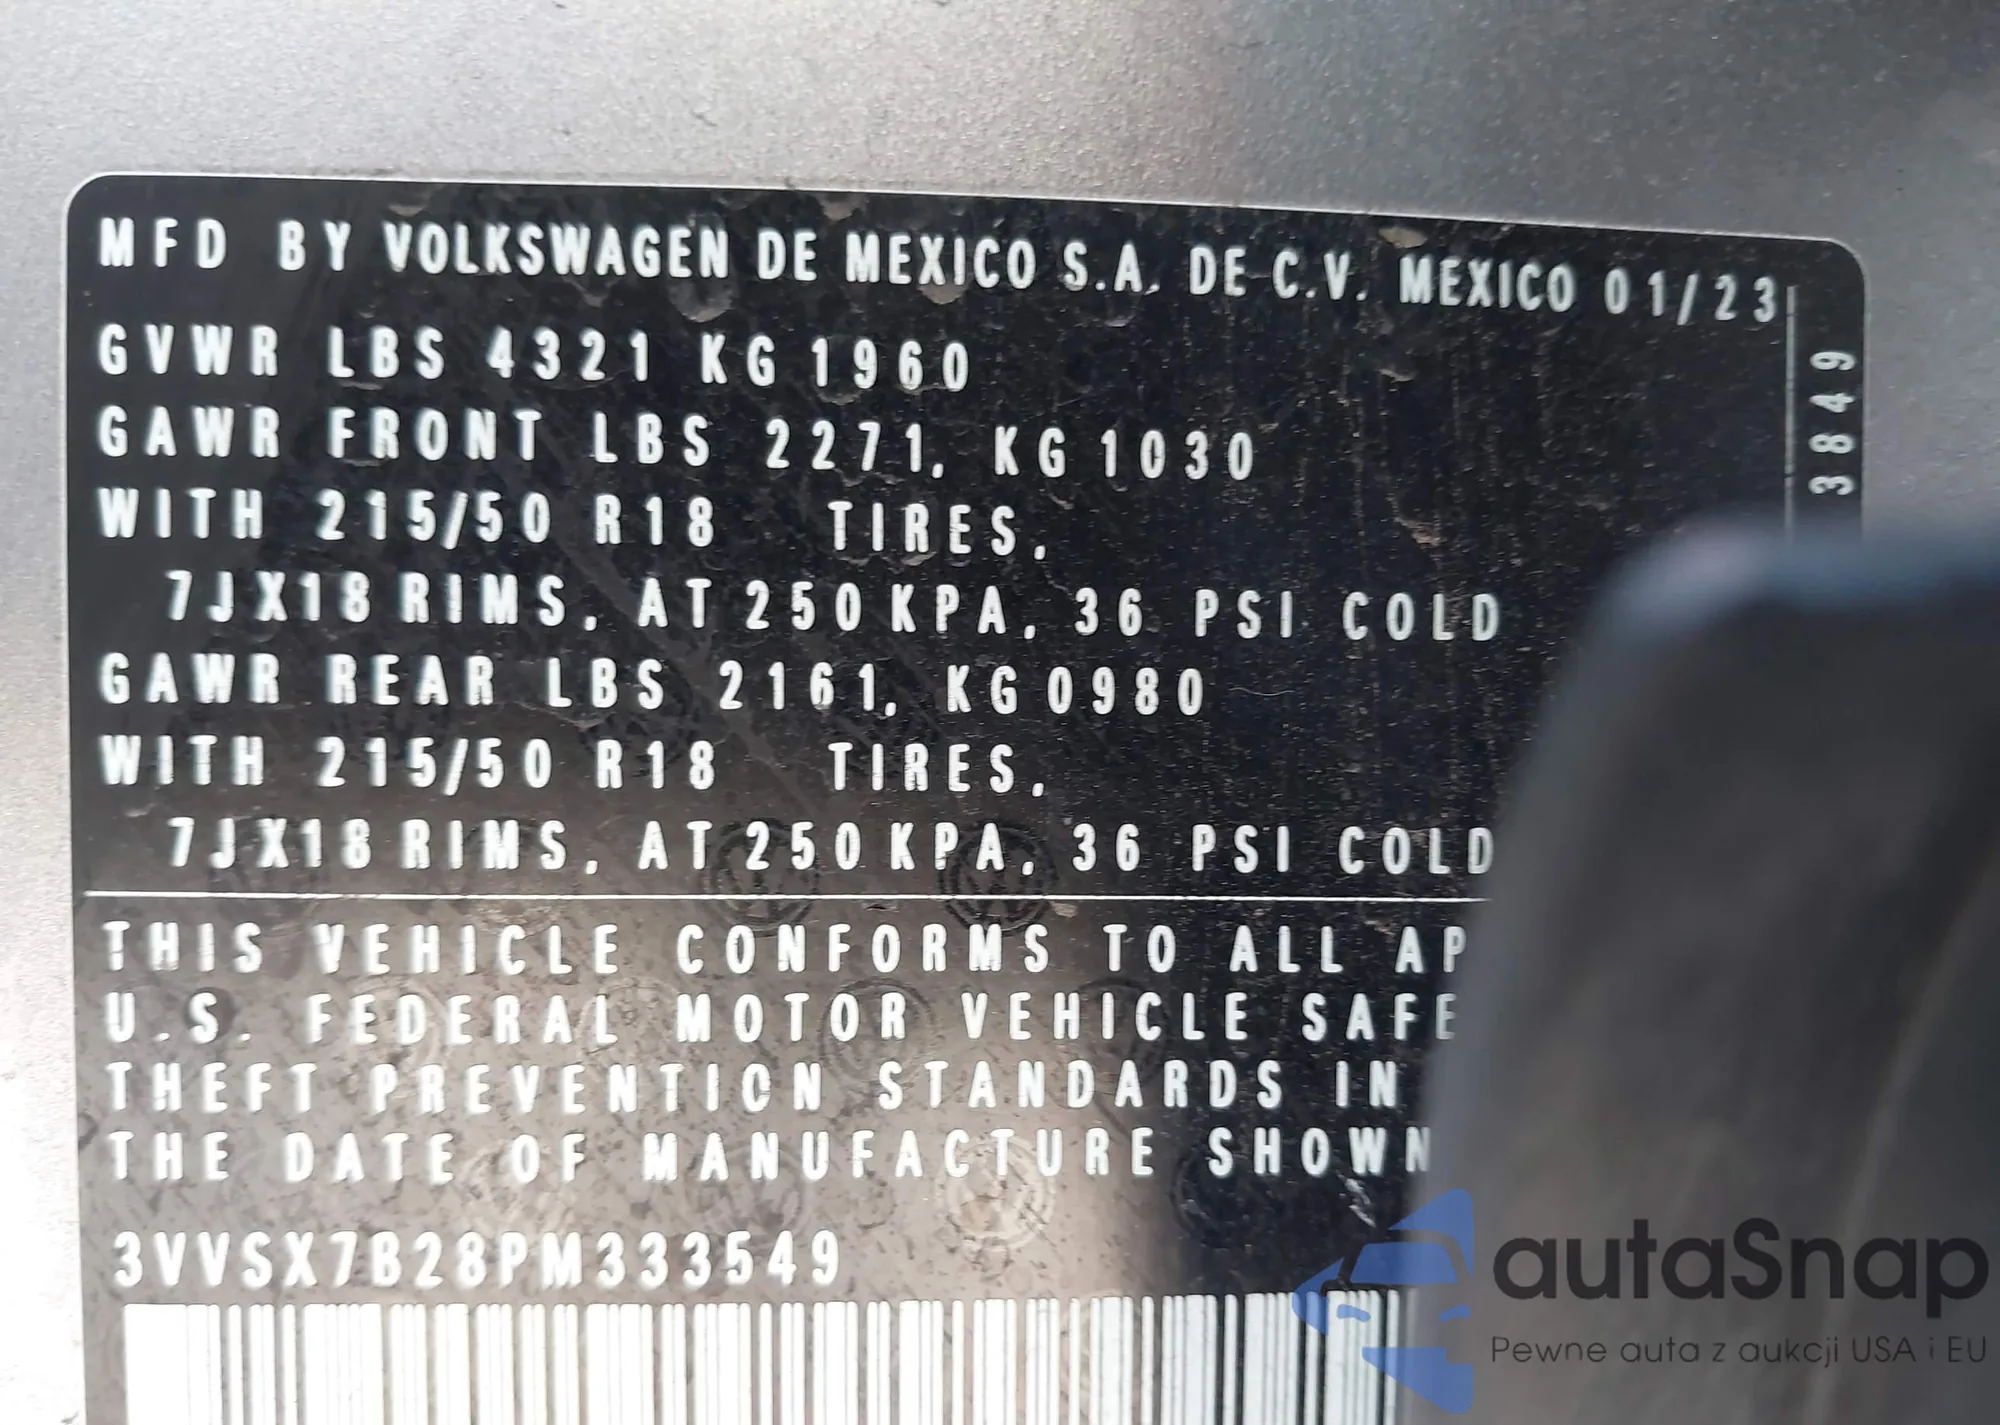 MFD BY VOLKSWAGEN DE MEXICO S.A. DE C.V. MEXICO 01/23
GVWR LBS 4321 KG 1960
GAWR FRONT LBS 2271, KG 1030
WITH 215/50 R18 TIRES,
7JX18 RIMS, AT 250 KPA, 36 PSI COLD
GAWR REAR LBS 2161, KG 0980
WITH 215/50 R18 TIRES,
7JX18 RIMS, AT 250 KPA, 36 PSI COLD
THIS VEHICLE CONFORMS TO ALL AP
U.S. FEDERAL MOTOR VEHICLE SAFE
THEFT PREVENTION STANDARDS IN
THE DATE OF MANUFACTURE SHOWN
3VVSX7B28PM333549
3849
autaSnap
Pewne auta z aukcji USA i EU